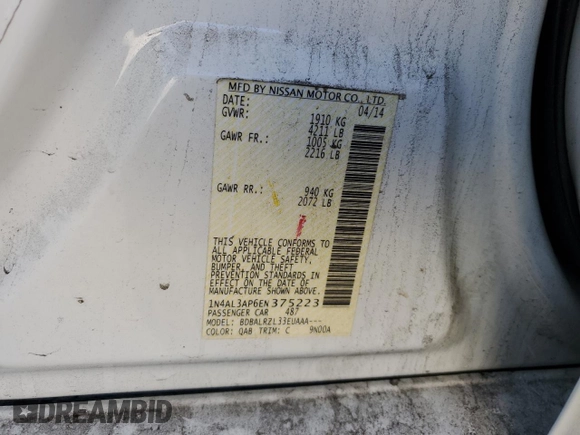 MFD BY NISSAN MOTOR CO., LTD.
DATE: 04/14
GVWR: 1910 KG
4211 LB
GAWR FR.: 1005 KG
2216 LB
GAWR RR.: 940 KG
2072 LB
THIS VEHICLE CONFORMS TO
ALL APPLICABLE FEDERAL
MOTOR VEHICLE SAFETY,
BUMPER, AND THEFT
PREVENTION STANDARDS IN
EFFECT ON THE DATE OF
MANUFACTURE SHOWN ABOVE.
1N4AL3AP6EN375223
PASSENGER CAR 487
MODEL: BDBALRZL33EUAAA---
COLOR: QAB TRIM: C 9N00A
DREAMBID